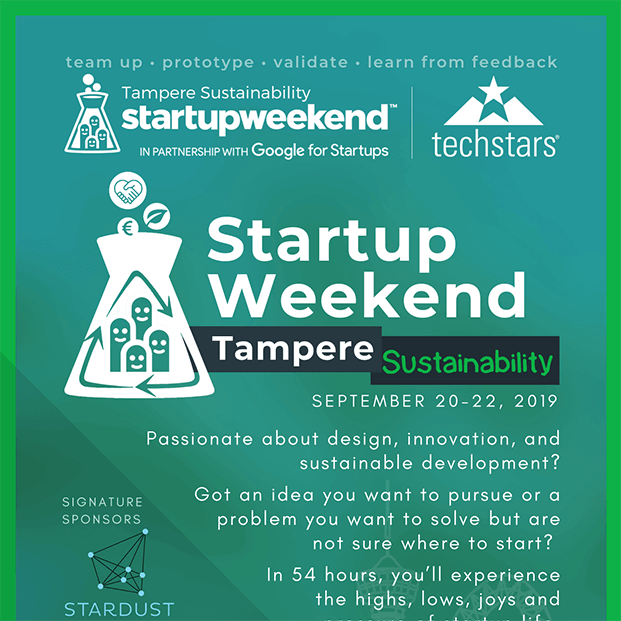 team up • prototype • validate • learn from feedback
Tampere Sustainability
startupweekend™
IN PARTNERSHIP WITH Google for Startups
techstars®
€
Startup
Weekend
Tampere
Sustainability
SEPTEMBER 20-22, 2019
Passionate about design, innovation, and
sustainable development?
Got an idea you want to pursue or a
problem you want to solve but are
not sure where to start?
SIGNATURE
SPONSORS
STARDUST
In 54 hours, you'll experience
the highs, lows, joys and